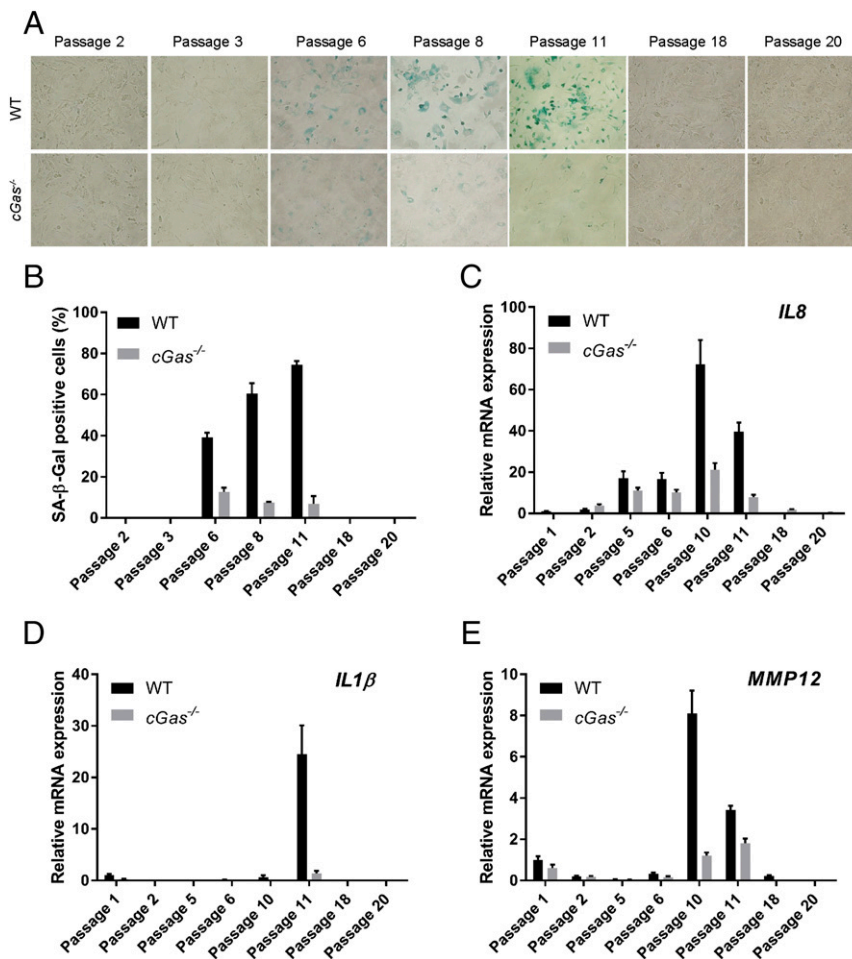 A
Passage 2 Passage 3 Passage 6 Passage 8 Passage 11 Passage 18 Passage 20
WT
cGas-/-
B
SA-β-Gal positive cells (%)
100
80
60
40
20
0
WT
cGas-/-
Passage 2 Passage 3 Passage 6 Passage 8 Passage 11 Passage 18 Passage 20
C
IL8
Relative mRNA expression
100
80
60
40
20
0
WT
cGas-/-
Passage 1 Passage 2 Passage 5 Passage 6 Passage 10 Passage 11 Passage 18 Passage 20
D
IL1β
Relative mRNA expression
40
30
20
10
0
WT
cGas-/-
Passage 1 Passage 2 Passage 5 Passage 6 Passage 10 Passage 11 Passage 18 Passage 20
E
MMP12
Relative mRNA expression
10
8
6
4
2
0
WT
cGas-/-
Passage 1 Passage 2 Passage 5 Passage 6 Passage 10 Passage 11 Passage 18 Passage 20